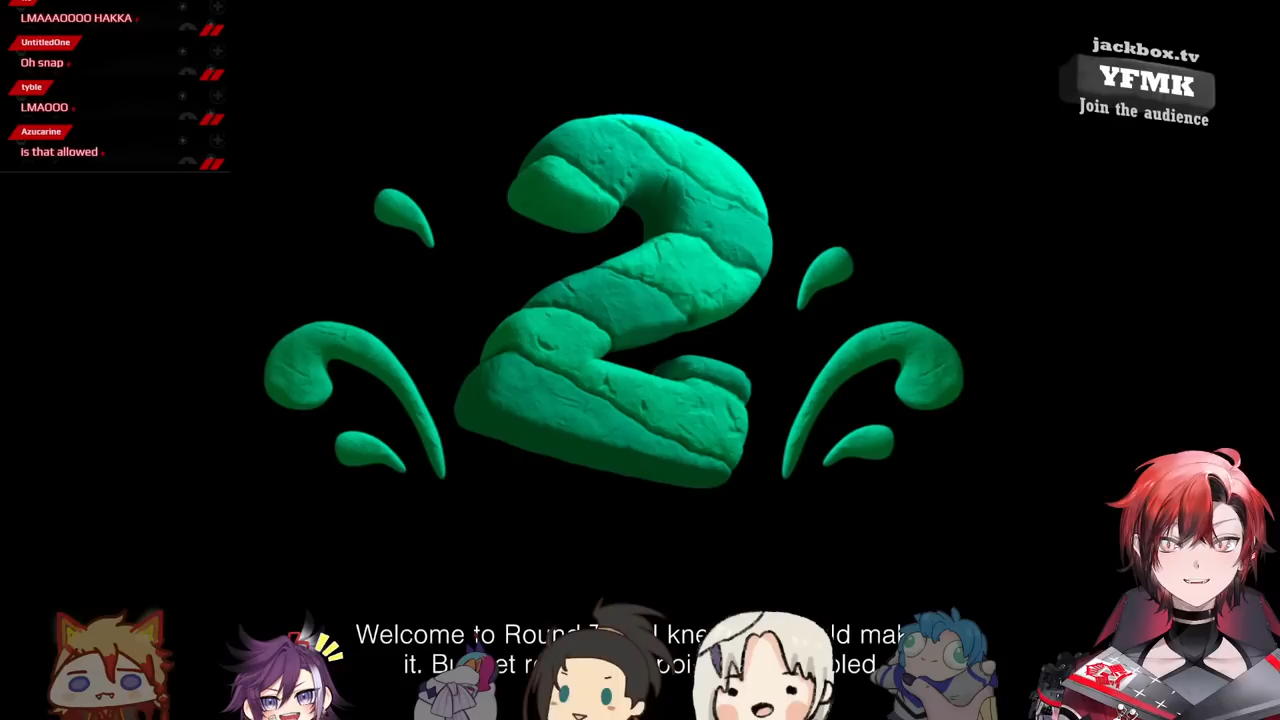 LMAAAOOOO HAKKA
UntitledOne
Oh snap
tyble
LMAOOO
Azucarine
Is that allowed
jackbox.tv
YFMK
Join the audience
2
Welcome to Round
it.